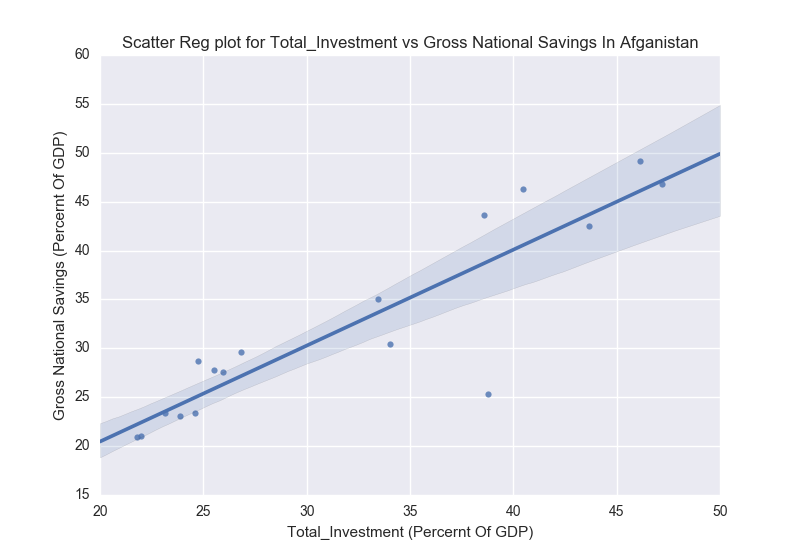 Scatter Reg plot for Total_Investment vs Gross National Savings In Afganistan
60
55
50
45
40
35
30
25
20
15
Gross National Savings (Percernt Of GDP)
20 25 30 35 40 45 50
Total_Investment (Percernt Of GDP)